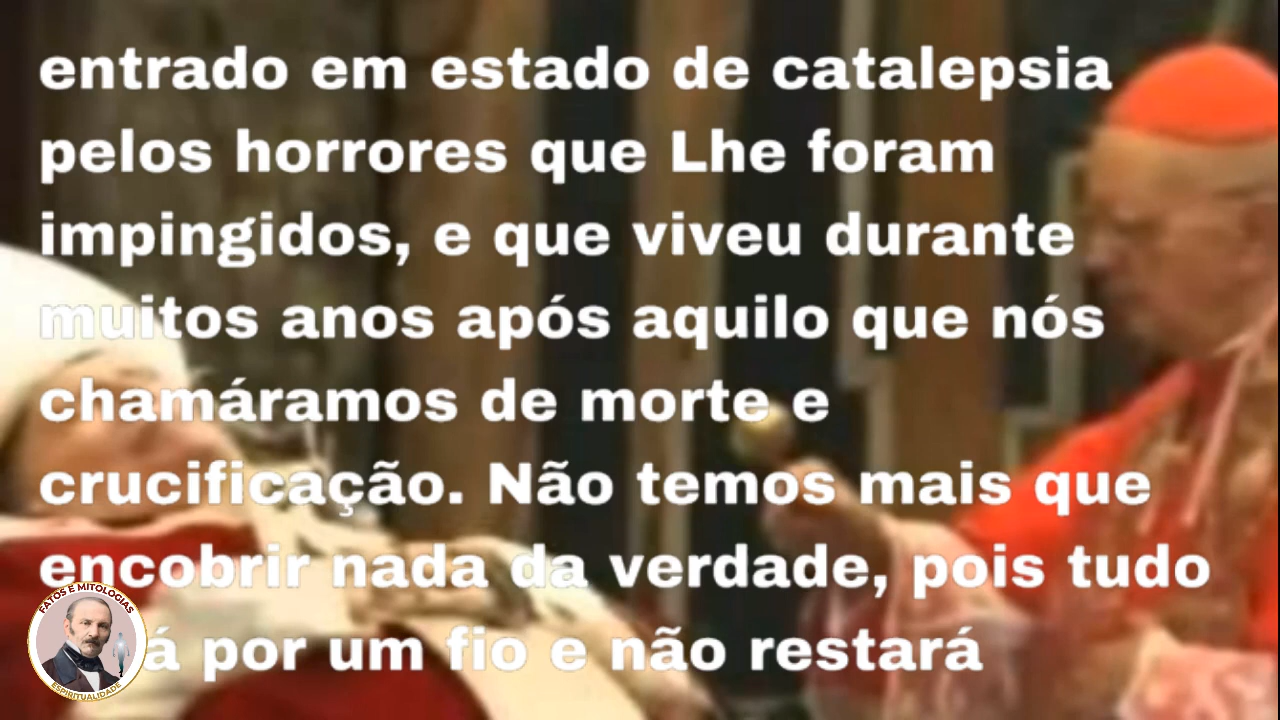 entrado em estado de catalepsia
pelos horrores que Lhe foram
impingidos, e que viveu durante
muitos anos após aquilo que nós
chamáramos de morte e
crucificação. Não temos mais que
encobrir nada da verdade, pois tudo
á por um fio e não restará
FATOS E MITOLOGIAS
ESPIRITUALIDADE